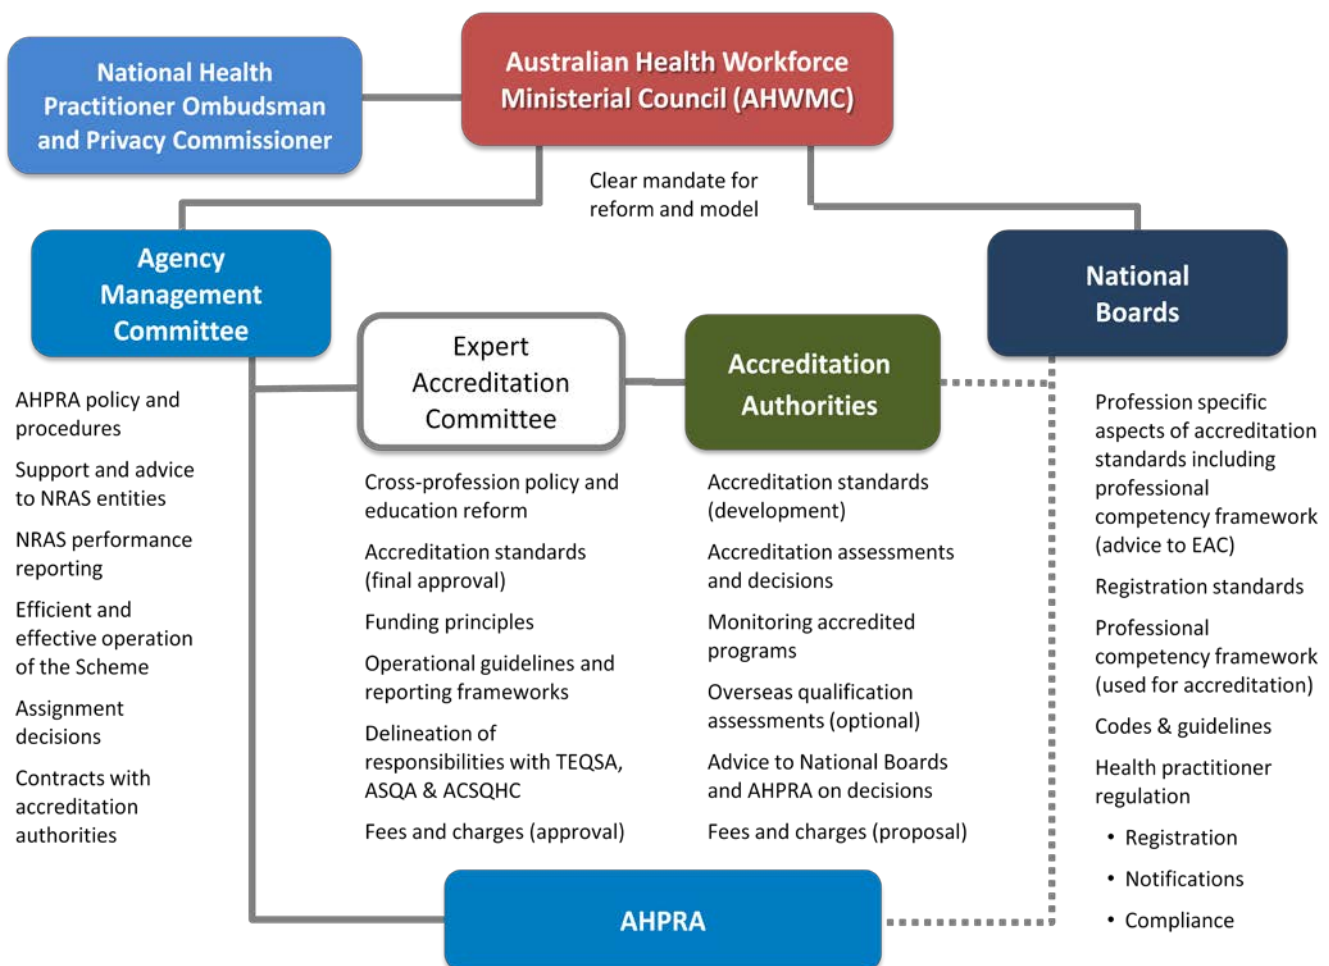 National Health
Practitioner Ombudsman
and Privacy Commissioner
Australian Health Workforce
Ministerial Council (AHWMC)
Clear mandate for
reform and model
Agency
Management
Committee
Expert
Accreditation
Committee
Accreditation
Authorities
National
Boards
AHPRA policy and
procedures
Support and advice
to NRAS entities
NRAS performance
reporting
Efficient and
effective operation
of the Scheme
Assignment
decisions
Contracts with
accreditation
authorities
Cross-profession policy and
education reform
Accreditation standards
(final approval)
Funding principles
Operational guidelines and
reporting frameworks
Delineation of
responsibilities with TEQSA,
ASQA & ACSQHC
Fees and charges (approval)
Accreditation standards
(development)
Accreditation assessments
and decisions
Monitoring accredited
programs
Overseas qualification
assessments (optional)
Advice to National Boards
and AHPRA on decisions
Fees and charges (proposal)
Profession specific
aspects of accreditation
standards including
professional
competency framework
(advice to EAC)
Registration standards
Professional
competency framework
(used for accreditation)
Codes & guidelines
Health practitioner
regulation
• Registration
• Notifications
• Compliance
AHPRA